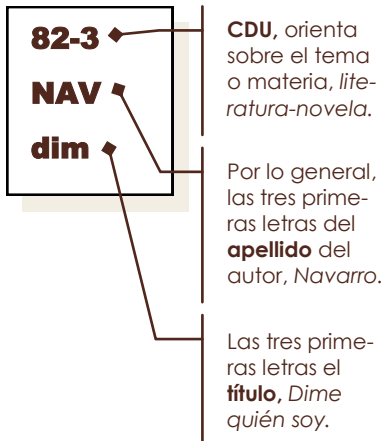 82-3
NAV
dim
CDU, orienta
sobre el tema
o materia, lite-
ratura-novela.
Por lo general,
las tres prime-
ras letras del
apellido del
autor, Navarro.
Las tres prime-
ras letras el
título, Dime
quién soy.